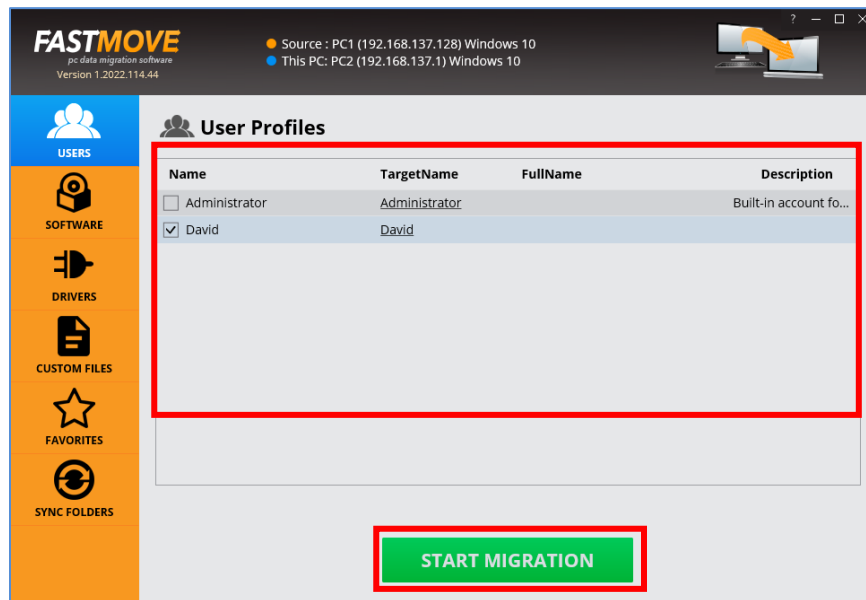 ? — □ ×
FASTMOVE
pc data migration software
Version 1.2022.114.44
Source : PC1 (192.168.137.128) Windows 10
This PC: PC2 (192.168.137.1) Windows 10
USERS
SOFTWARE
DRIVERS
CUSTOM FILES
FAVORITES
SYNC FOLDERS
User Profiles
Name TargetName FullName Description
Administrator Administrator Built-in account fo...
David David
START MIGRATION